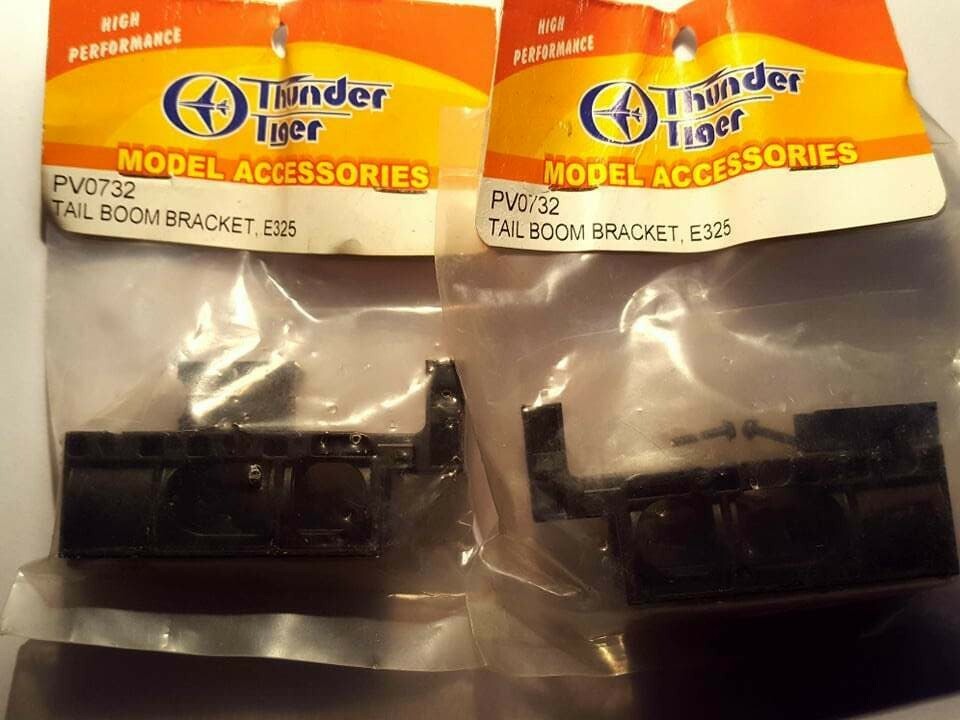 HIGH
PERFORMANCE
Thunder
Tiger
MODEL ACCESSORIES
PV0732
TAIL BOOM BRACKET, E325
HIGH
PERFORMANCE
Thunder
Tiger
MODEL ACCESSORIES
PV0732
TAIL BOOM BRACKET, E325